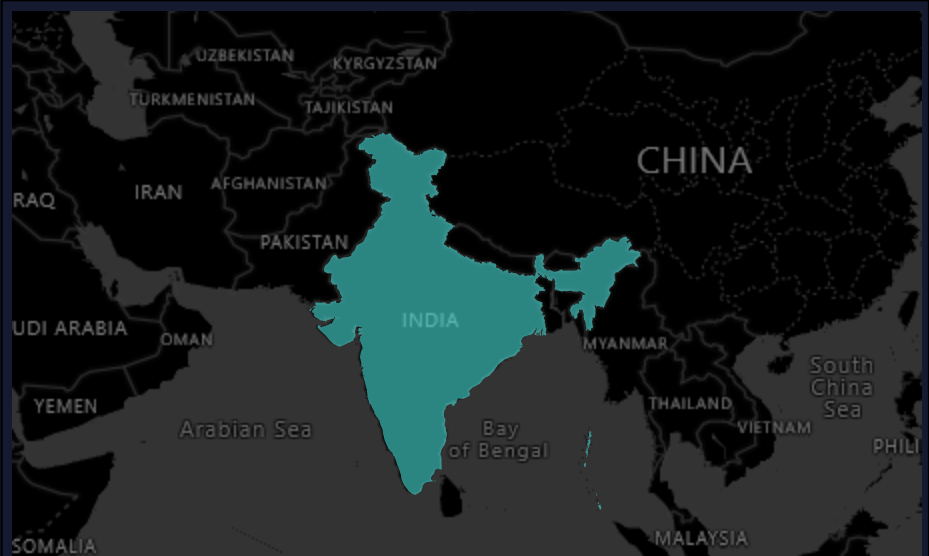 UZBEKISTAN
KYRGYZSTAN
TURKMENISTAN
TAJIKISTAN
CHINA
IRAN
AFGHANISTAN
RAQ
PAKISTAN
INDIA
UDI ARABIA
OMAN
MYANMAR
South
China
Sea
YEMEN
THAILAND
Arabian Sea
Bay
of Bengal
VIETNAM
PHILI
MALAYSIA
SOMALIA